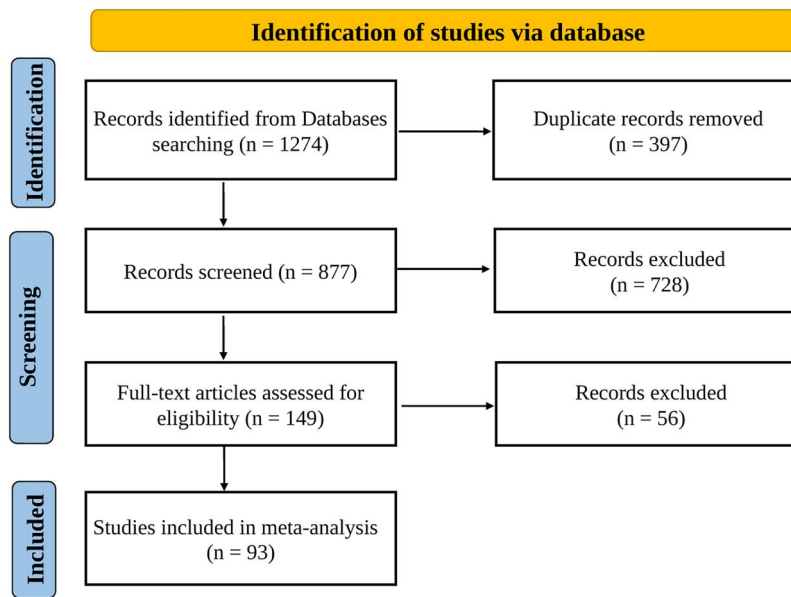 Identification of studies via database
Identification
Records identified from Databases
searching (n = 1274)
Duplicate records removed
(n = 397)
Screening
Records screened (n = 877)
Records excluded
(n = 728)
Full-text articles assessed for
eligibility (n = 149)
Records excluded
(n = 56)
Included
Studies included in meta-analysis
(n = 93)